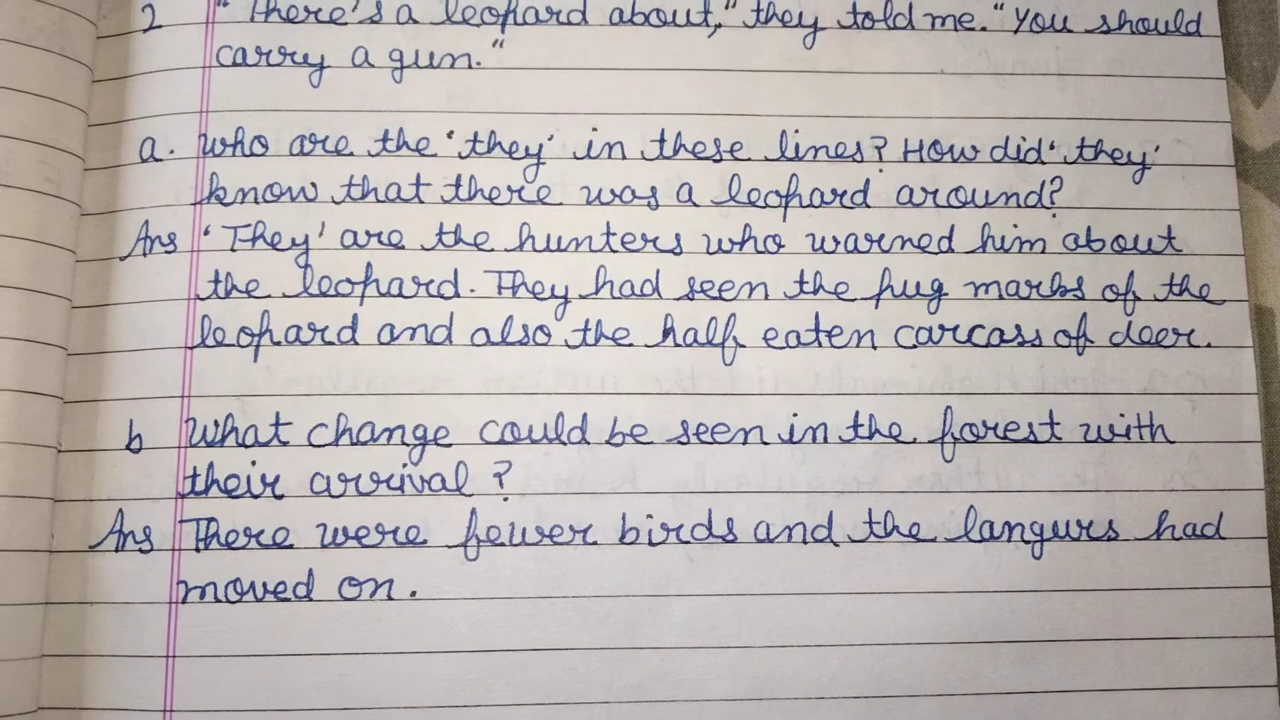 2 "There's a leopard about," they told me. "You should
carry a gun."
a. Who are the 'they' in these lines? How did 'they'
know that there was a leopard around?
Ans 'They' are the hunters who warned him about
the leopard. They had seen the pug marks of the
leopard and also the half eaten carcass of deer.
b What change could be seen in the forest with
their arrival?
Ans There were fewer birds and the langurs had
moved on.